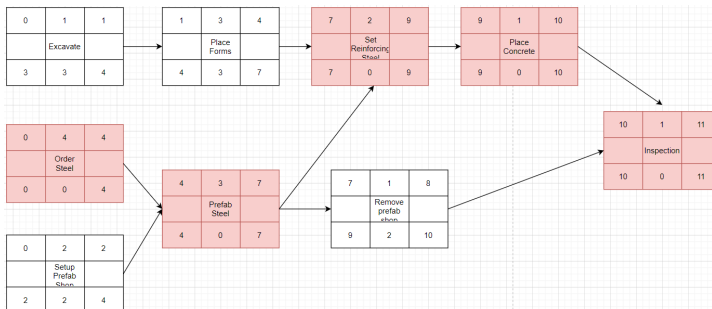 0 1 1
Excavate
3 3 4
1 3 4
Place
Forms
4 3 7
7 2 9
Set
Reinforcing
Steel
7 0 9
9 1 10
Place
Concrete
9 0 10
10 1 11
Inspection
10 0 11
0 4 4
Order
Steel
0 0 4
4 3 7
Prefab
Steel
4 0 7
7 1 8
Remove
prefab
shop
9 2 10
0 2 2
Setup
Prefab
Shop
2 2 4